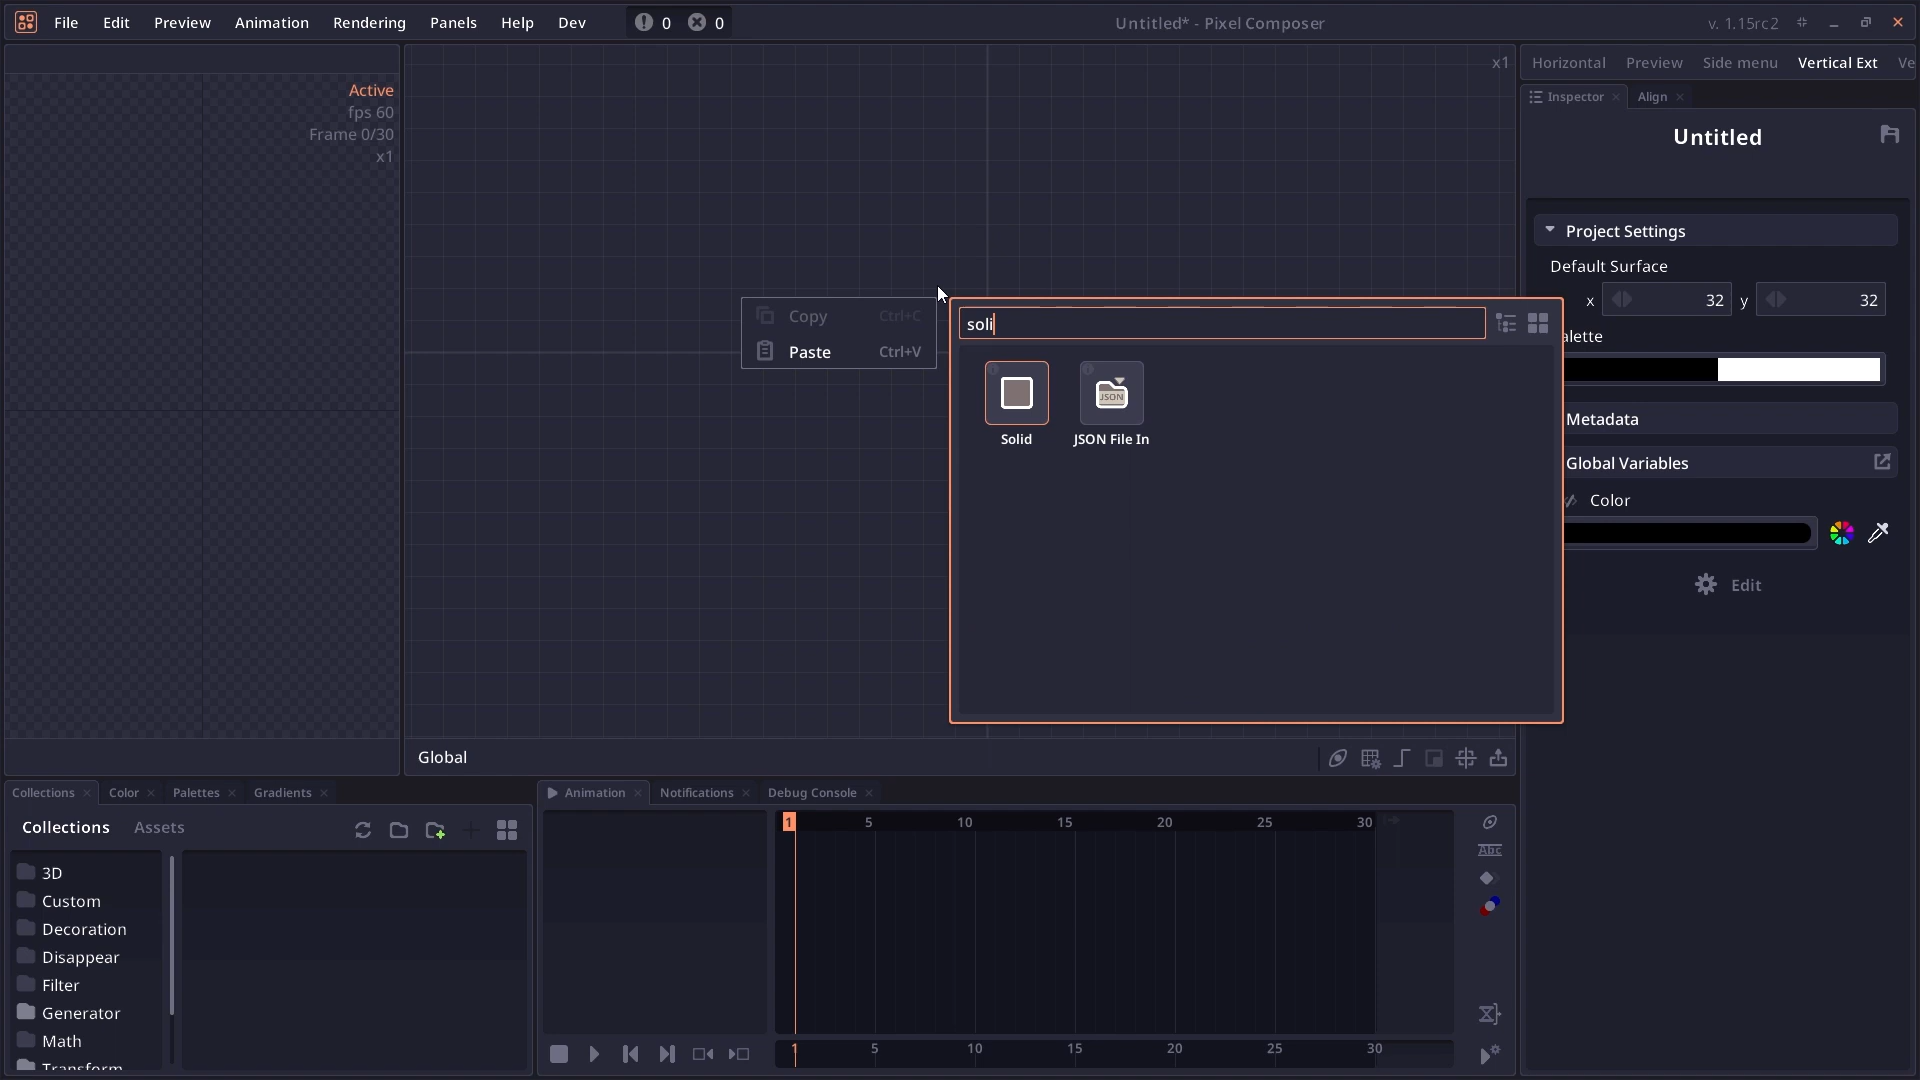 File Edit Preview Animation Rendering Panels Help Dev 0 0 Untitled* - Pixel Composer v. 1.15rc2
x1
Horizontal Preview Side menu Vertical Ext Ve
Active
fps 60
Frame 0/30
x1
Inspector Align
Untitled
Project Settings
Default Surface
x 32 y 32
alette
Metadata
Global Variables
Color
Edit
Copy Ctrl+C
Paste Ctrl+V
soli
JSON
Solid JSON File In
Global
Collections Color Palettes Gradients
Collections Assets
3D
Custom
Decoration
Disappear
Filter
Generator
Math
Transform
Animation Notifications Debug Console
1 5 10 15 20 25 30
Abc
1 5 10 15 20 25 30